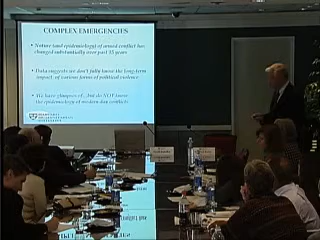 COMPLEX EMERGENCIES
• Nature (and epidemiology) of armed conflict has
changed substantially over past 15 years
• Data suggests we don't fully know the long-term
impact of various forms of political violence
• We have glimpses of, but do NOT know
the epidemiology of modern day conflicts